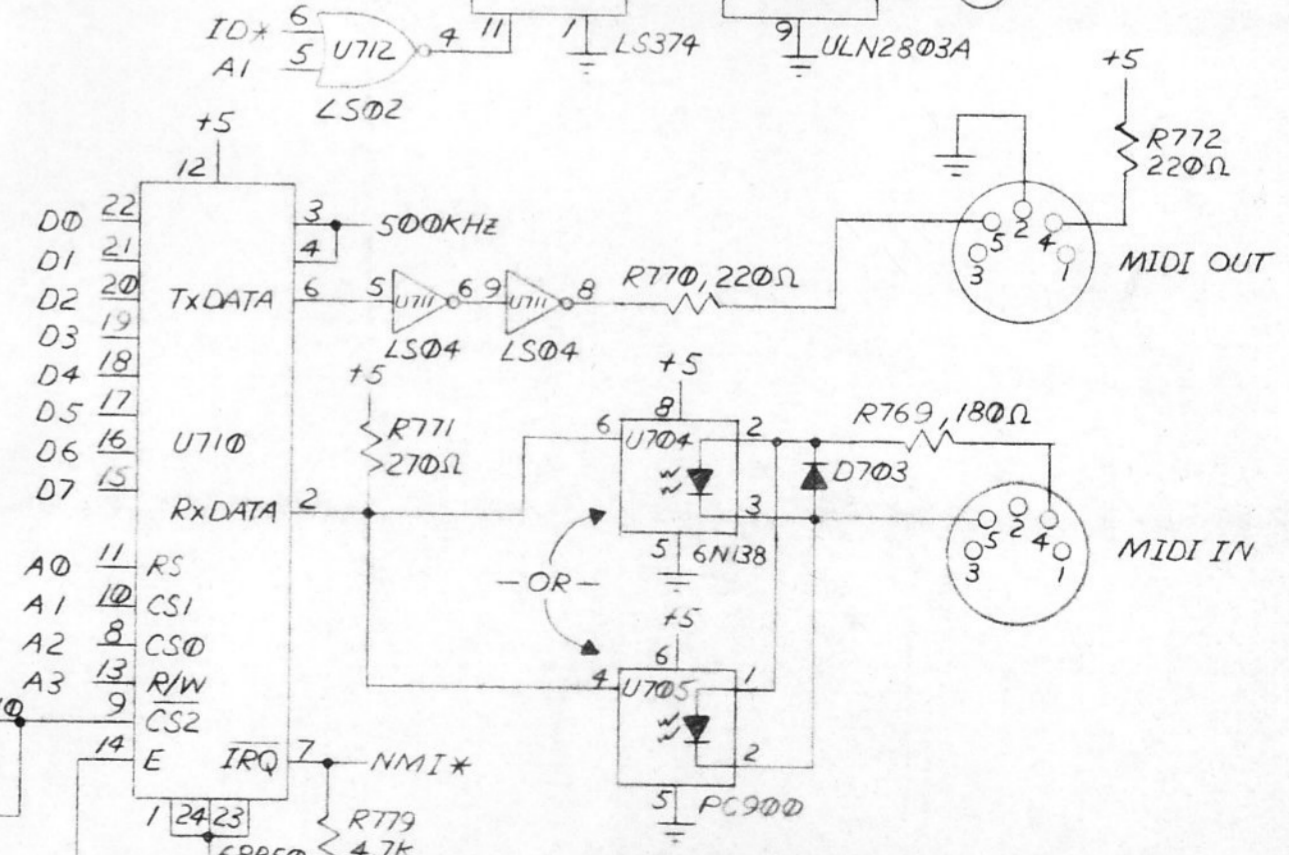 ID* 6
A1 5
U712 4
LS02
11 1
LS374
9
ULN2803A
+5
R772
220Ω
+5
12
D0 22
D1 21
D2 20
D3 19
D4 18
D5 17
D6 16
D7 15
A0 11 RS
A1 10 CS1
A2 8 CS0
A3 13 R/W
9 CS2
14 E
TxDATA
U710
RxDATA
IRQ
3
4
500KHz
6
5 U711 6
LS04
9 U711 8
LS04
R770, 220Ω
5 2 4
3 1
MIDI OUT
+5
R771
270Ω
2
+5
8
6 U704 2
3
5
6N138
-OR-
+5
6
4 U705 1
2
5
PC900
R769, 180Ω
D703
5 2 4
3 1
MIDI IN
7 NMI*
1 24 23
R779
4.7K